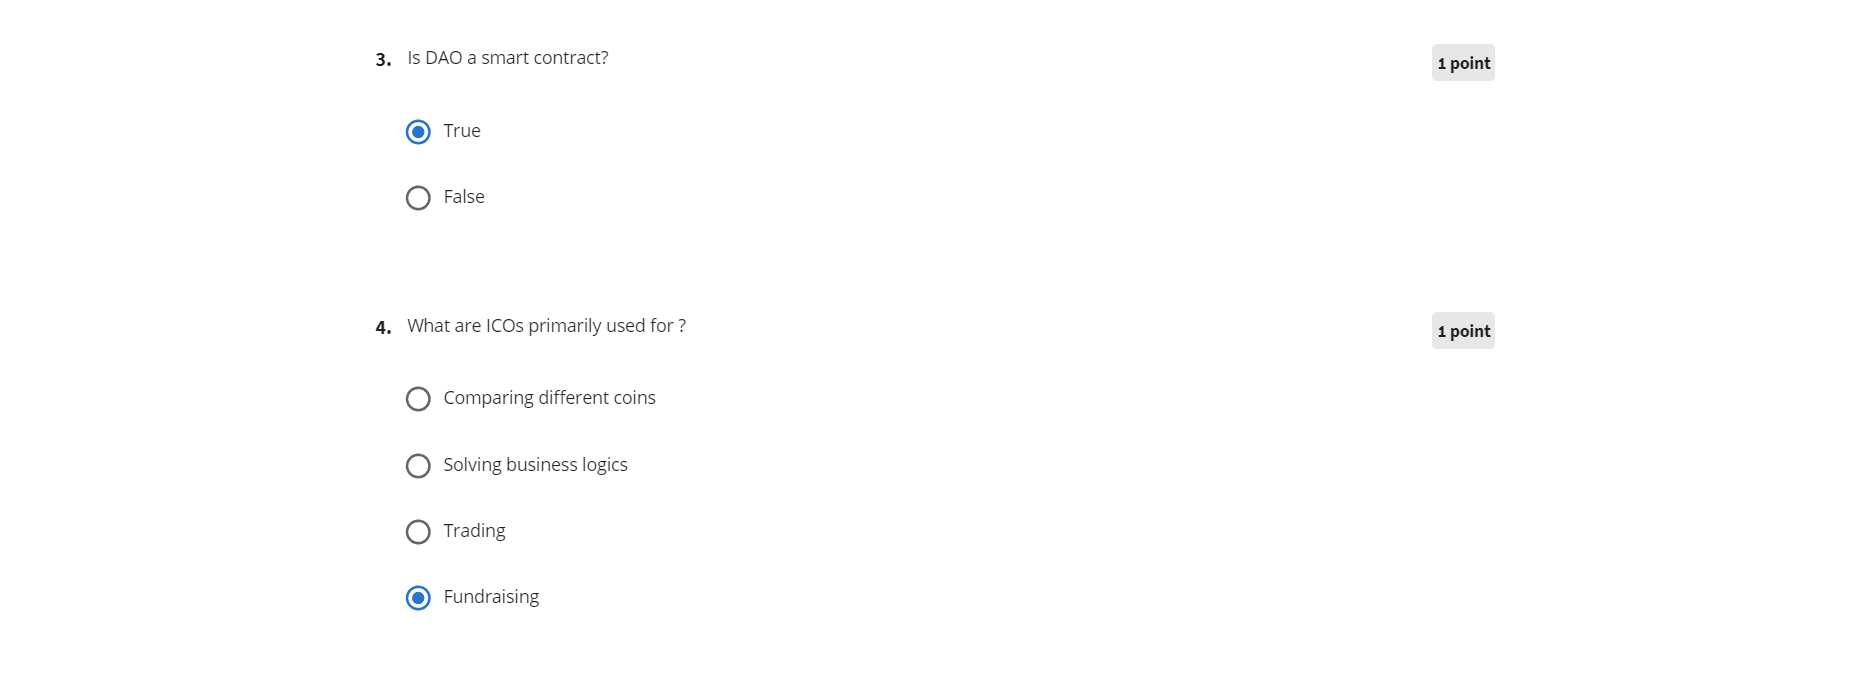 3. Is DAO a smart contract?
1 point
True
False
4. What are ICOs primarily used for ?
1 point
Comparing different coins
Solving business logics
Trading
Fundraising